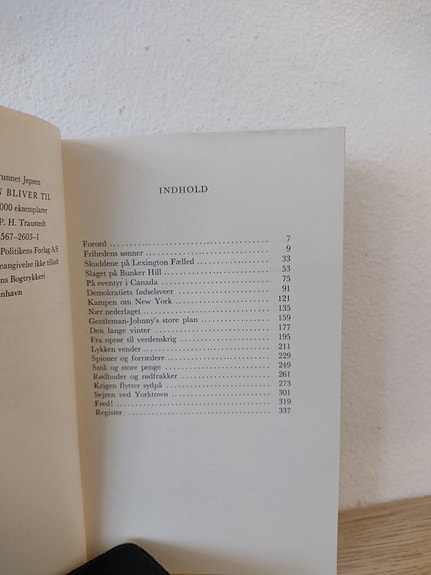 runnet Jepsen
N BLIVER TIL
000 eksemplarer
P. H. Traustedt
567-2603-1
Politikens Forlag A/S
eangivelse ikke tilladt
ns Bogtrykkeri
benhavn
INDHOLD
Forord 7
Frihedens sønner 9
Skuddene på Lexington Fælled 33
Slaget på Bunker Hill 53
På eventyr i Canada 75
Demokratiets fødselsveer 91
Kampen om New York 121
Nær nederlaget 135
Gentleman-Johnny's store plan 159
Den lange vinter 177
Fra oprør til verdenskrig 195
Lykken vender 211
Spioner og forrædere 229
Små og store penge 249
Rødhuder og rødfrakker 261
Krigen flytter sydpå 273
Sejren ved Yorktown 301
Fred! 319
Register 337